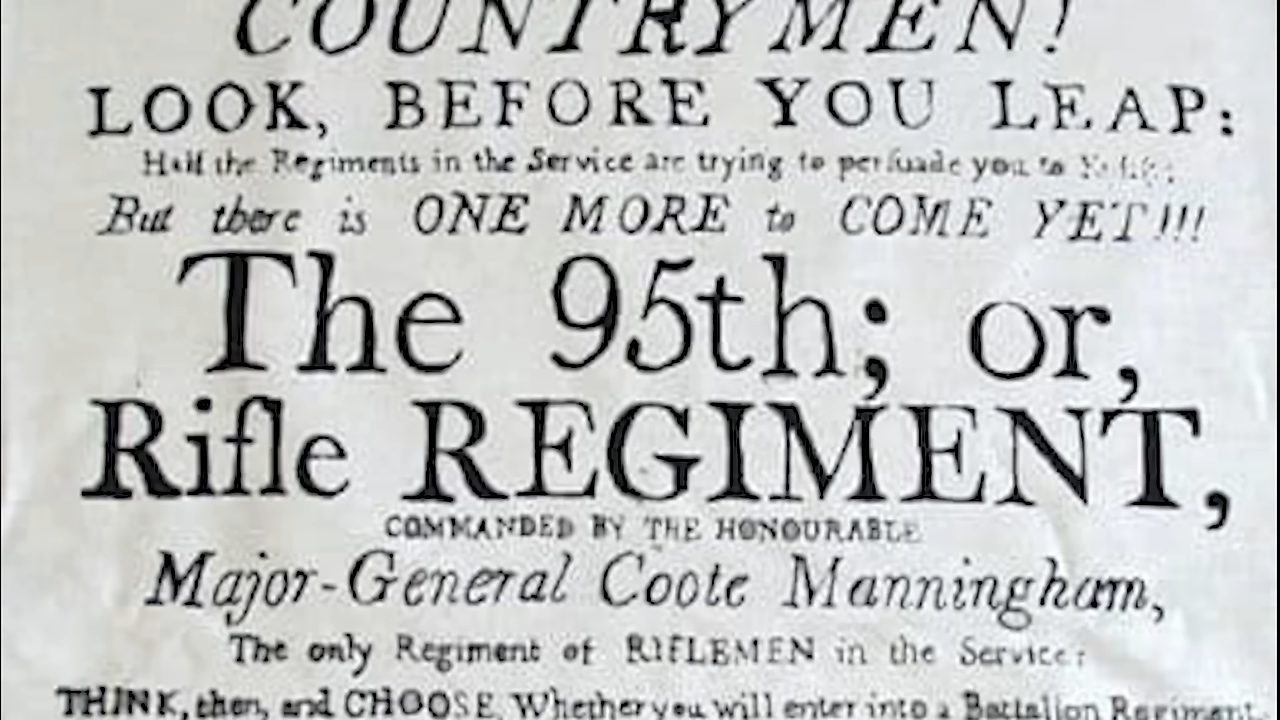 COUNTRYMEN!
LOOK, BEFORE YOU LEAP:
Half the Regiments in the Service are trying to perſuade you to
But there is ONE MORE to COME YET!!!
The 95th; or,
Rifle REGIMENT,
COMMANDED BY THE HONOURABLE
Major-General Coote Manningham,
The only Regiment of RIFLEMEN in the Service:
THINK, then, and CHOOSE, Whether you will enter into a Battalion Regiment,